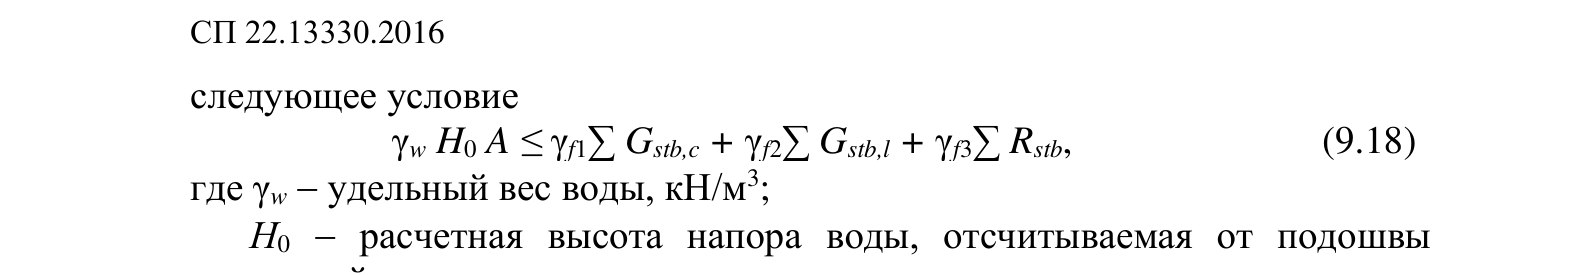 СП 22.13330.2016
следующее условие
γw H0 A ≤ γf1∑ Gstb,c + γf2∑ Gstb,l + γf3∑ Rstb, (9.18)
где γw – удельный вес воды, кН/м³;
H0 – расчетная высота напора воды, отсчитываемая от подошвы